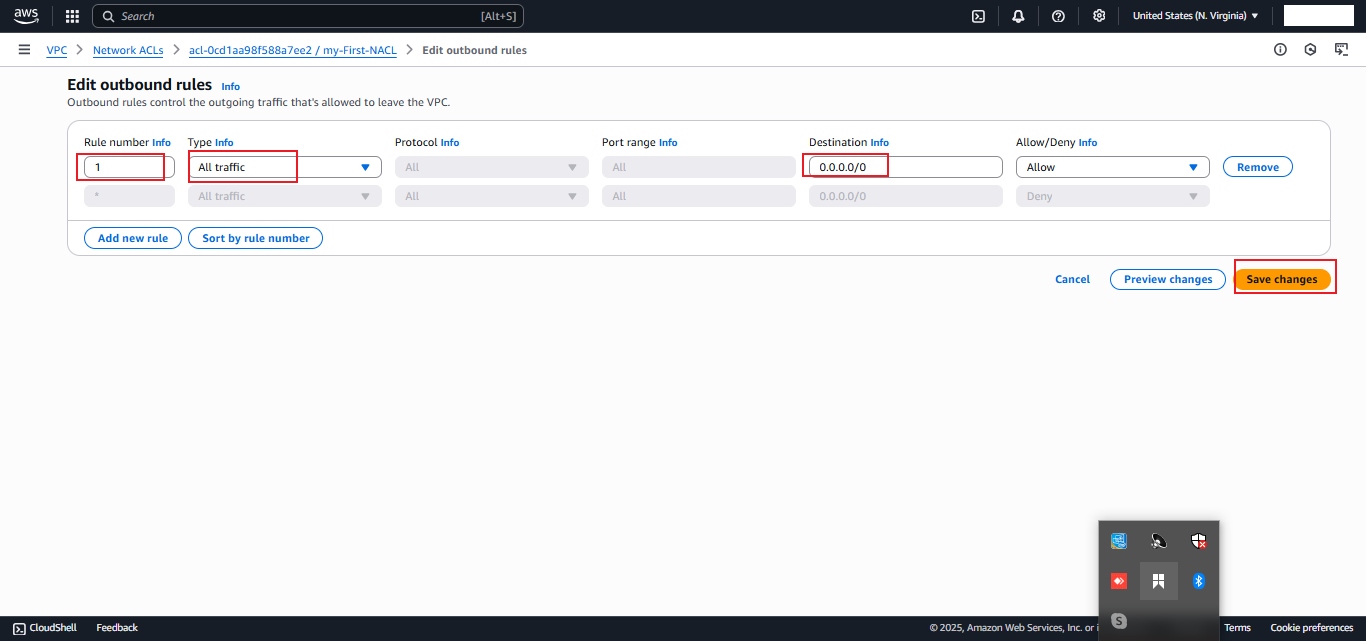 aws Search [Alt+S] United States (N. Virginia)
VPC Network ACLs acl-0cd1aa98f588a7ee2 / my-First-NACL Edit outbound rules
Edit outbound rules Info
Outbound rules control the outgoing traffic that's allowed to leave the VPC.
Rule number Info Type Info Protocol Info Port range Info Destination Info Allow/Deny Info
1 All traffic All All 0.0.0.0/0 Allow Remove
* All traffic All All 0.0.0.0/0 Deny
Add new rule Sort by rule number
Cancel Preview changes Save changes
CloudShell Feedback © 2025, Amazon Web Services, Inc. or Terms Cookie preferences